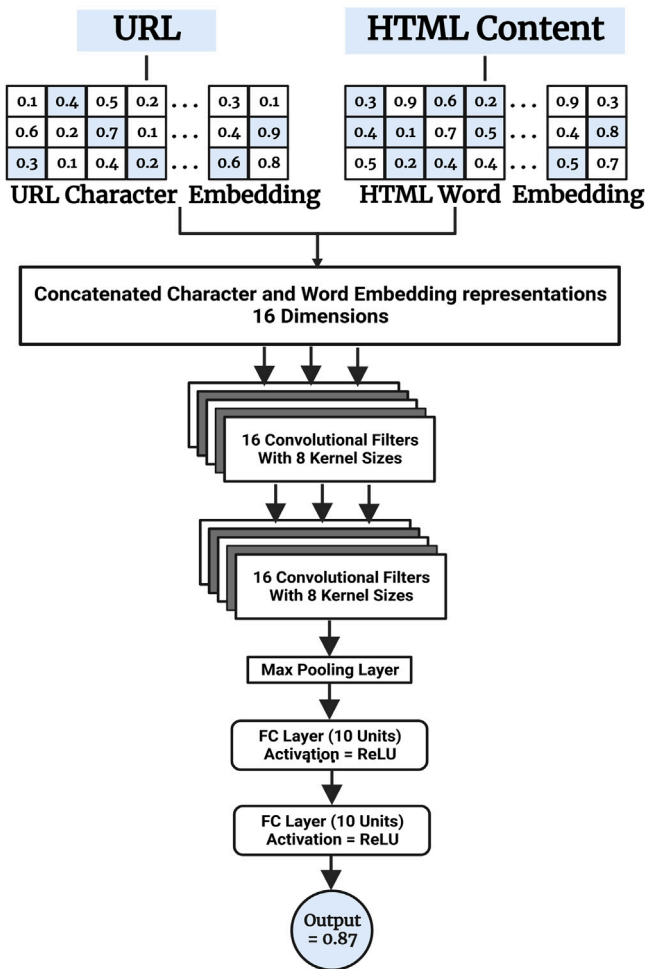 URL
HTML Content
0.1 0.4 0.5 0.2 ... 0.3 0.1
0.6 0.2 0.7 0.1 ... 0.4 0.9
0.3 0.1 0.4 0.2 ... 0.6 0.8
URL Character Embedding
0.3 0.9 0.6 0.2 ... 0.9 0.3
0.4 0.1 0.7 0.5 ... 0.4 0.8
0.5 0.2 0.4 0.4 ... 0.5 0.7
HTML Word Embedding
Concatenated Character and Word Embedding representations
16 Dimensions
16 Convolutional Filters
With 8 Kernel Sizes
16 Convolutional Filters
With 8 Kernel Sizes
Max Pooling Layer
FC Layer (10 Units)
Activation = ReLU
FC Layer (10 Units)
Activation = ReLU
Output
= 0.87